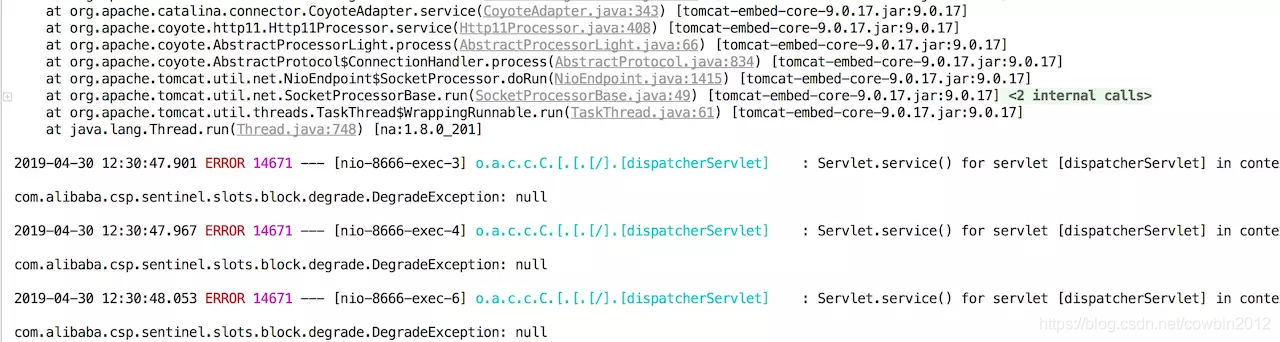 at org.apache.catalina.connector.CoyoteAdapter.service(CoyoteAdapter.java:343) [tomcat-embed-core-9.0.17.jar:9.0.17]
at org.apache.coyote.http11.Http11Processor.service(Http11Processor.java:408) [tomcat-embed-core-9.0.17.jar:9.0.17]
at org.apache.coyote.AbstractProcessorLight.process(AbstractProcessorLight.java:66) [tomcat-embed-core-9.0.17.jar:9.0.17]
at org.apache.coyote.AbstractProtocol$ConnectionHandler.process(AbstractProtocol.java:834) [tomcat-embed-core-9.0.17.jar:9.0.17]
at org.apache.tomcat.util.net.NioEndpoint$SocketProcessor.doRun(NioEndpoint.java:1415) [tomcat-embed-core-9.0.17.jar:9.0.17]
at org.apache.tomcat.util.net.SocketProcessorBase.run(SocketProcessorBase.java:49) [tomcat-embed-core-9.0.17.jar:9.0.17] <2 internal calls>
at org.apache.tomcat.util.threads.TaskThread$WrappingRunnable.run(TaskThread.java:61) [tomcat-embed-core-9.0.17.jar:9.0.17]
at java.lang.Thread.run(Thread.java:748) [na:1.8.0_201]
2019-04-30 12:30:47.901 ERROR 14671 --- [nio-8666-exec-3] o.a.c.c.C.[.[.[/].[dispatcherServlet] : Servlet.service() for servlet [dispatcherServlet] in conte
com.alibaba.csp.sentinel.slots.block.degrade.DegradeException: null
2019-04-30 12:30:47.967 ERROR 14671 --- [nio-8666-exec-4] o.a.c.c.C.[.[.[/].[dispatcherServlet] : Servlet.service() for servlet [dispatcherServlet] in conte
com.alibaba.csp.sentinel.slots.block.degrade.DegradeException: null
2019-04-30 12:30:48.053 ERROR 14671 --- [nio-8666-exec-6] o.a.c.c.C.[.[.[/].[dispatcherServlet] : Servlet.service() for servlet [dispatcherServlet] in conte
com.alibaba.csp.sentinel.slots.block.degrade.DegradeException: null
https://blog.csdn.net/cowbin2012